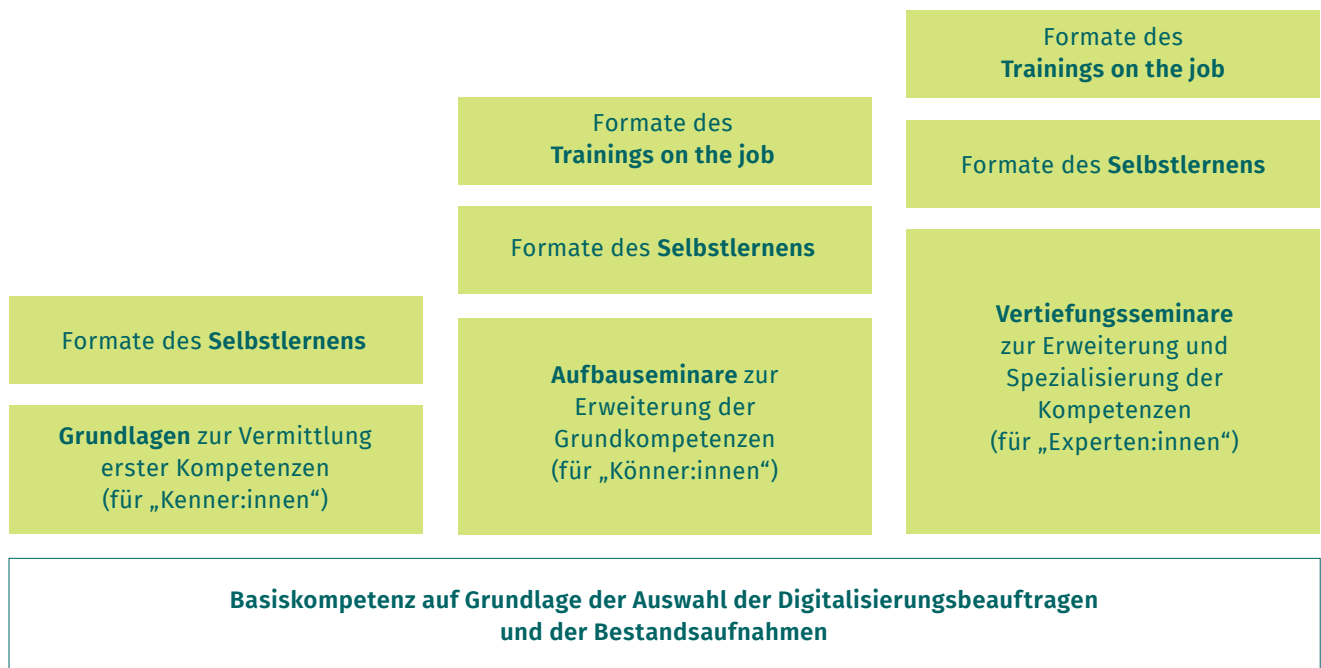 Formate des
Selbstlernens
Grundlagen zur Vermittlung
erster Kompetenzen
(für „Kenner:innen“)
Formate des
Trainings on the job
Formate des Selbstlernens
Aufbauseminare zur
Erweiterung der
Grundkompetenzen
(für „Könner:innen“)
Formate des
Trainings on the job
Formate des Selbstlernens
Vertiefungsseminare
zur Erweiterung und
Spezialisierung der
Kompetenzen
(für „Experten:innen“)
Basiskompetenz auf Grundlage der Auswahl der Digitalisierungsbeauftragen
und der Bestandsaufnahmen